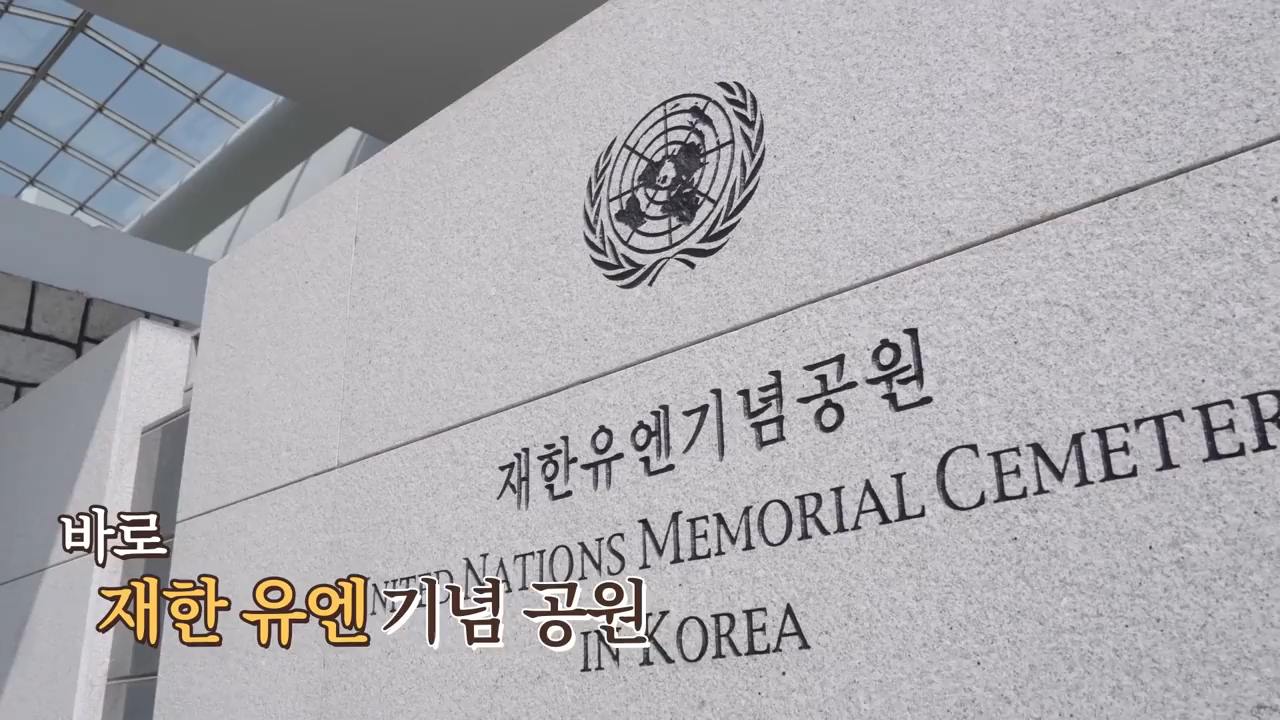 재한유엔기념공원
UNITED NATIONS MEMORIAL CEMETER
IN KOREA
바로
재한 유엔 기념 공원